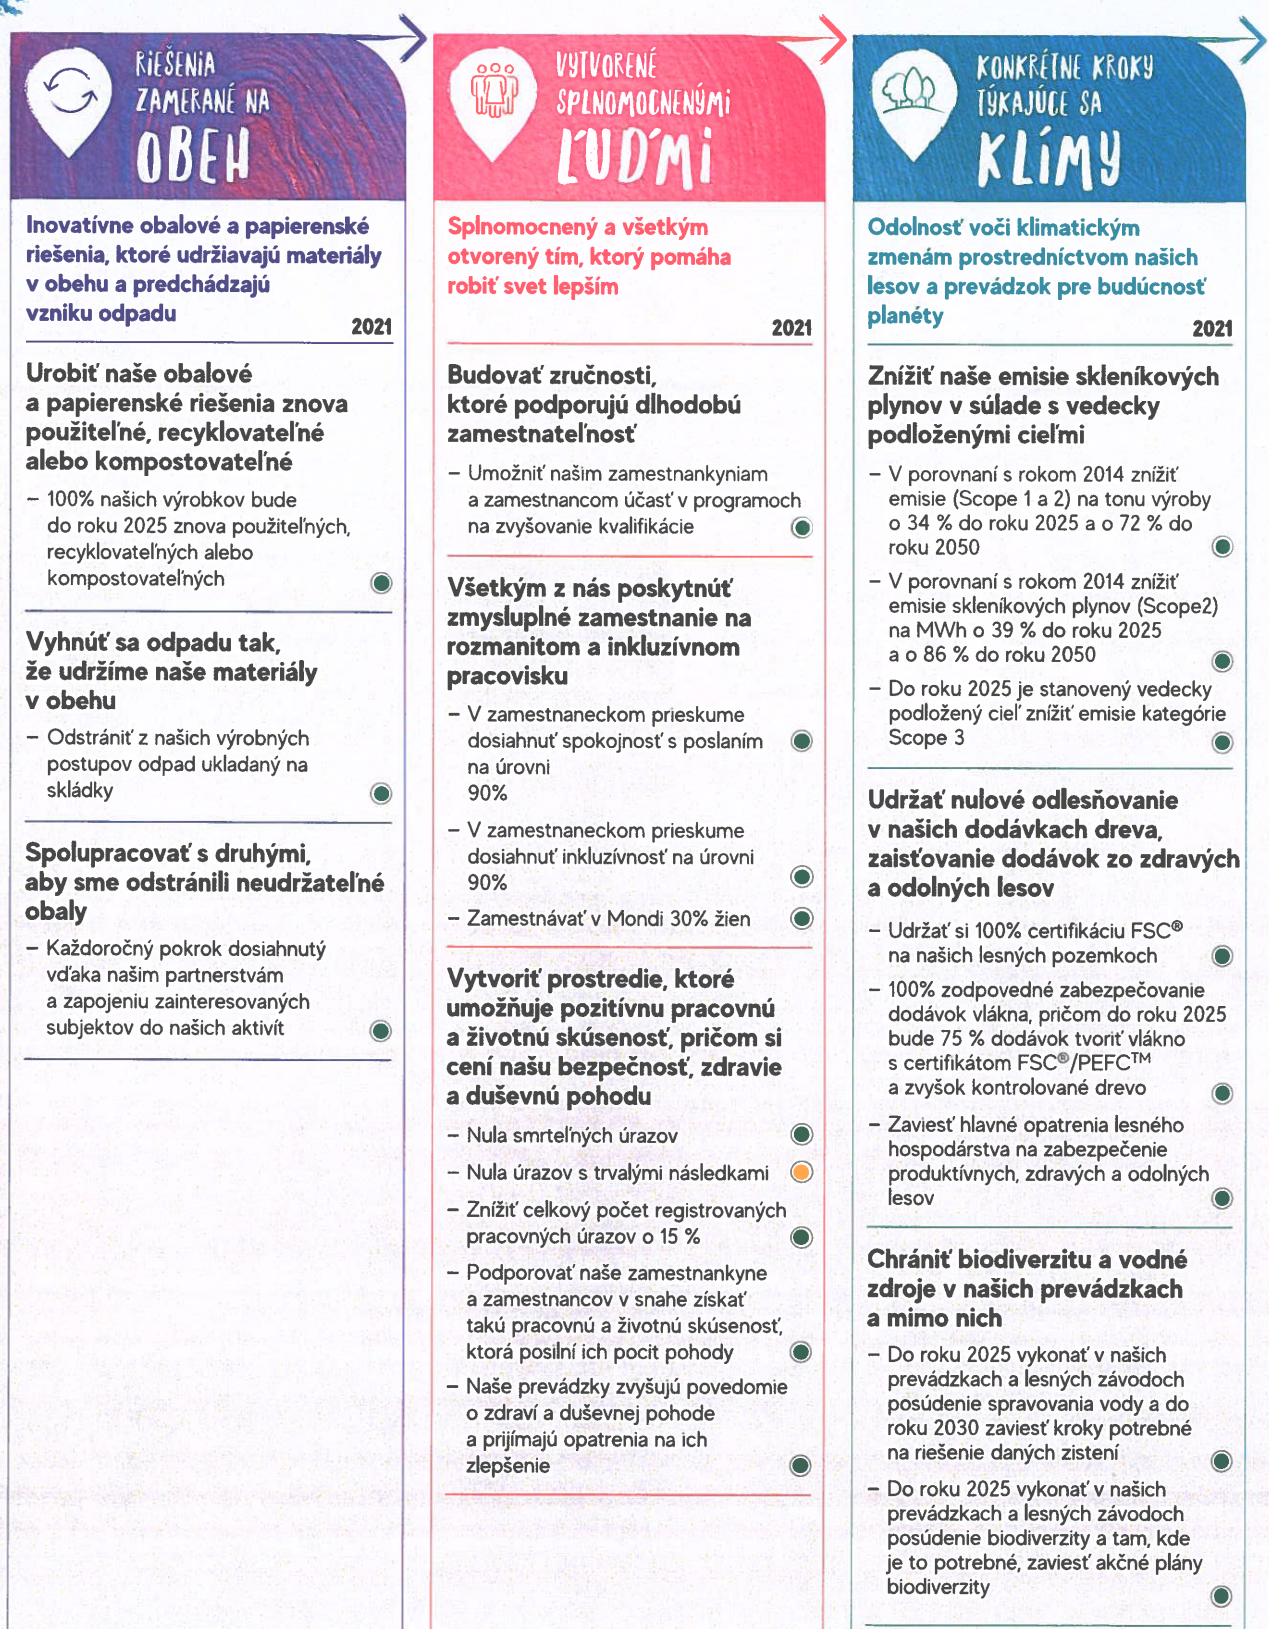 RIEŠENIA
ZAMERANÉ NA
OBEH
Inovatívne obalové a papierenské
riešenia, ktoré udržiavajú materiály
v obehu a predchádzajú
vzniku odpadu
2021
Urobiť naše obalové
a papierenské riešenia znova
použiteľné, recyklovateľné
alebo kompostovateľné
– 100% našich výrobkov bude
do roku 2025 znova použiteľných,
recyklovateľných alebo
kompostovateľných
Vyhnúť sa odpadu tak,
že udržíme naše materiály
v obehu
– Odstrániť z našich výrobných
postupov odpad ukladaný na
skládky
Spolupracovať s druhými,
aby sme odstránili neudržateľné
obaly
– Každoročný pokrok dosiahnutý
vďaka našim partnerstvám
a zapojeniu zainteresovaných
subjektov do našich aktivít
VYTVORENÉ
SPLNOMOCNENÝMI
ĽUĎMI
Splnomocnený a všetkým
otvorený tím, ktorý pomáha
robiť svet lepším
2021
Budovať zručnosti,
ktoré podporujú dlhodobú
zamestnateľnosť
– Umožniť našim zamestnankyniam
a zamestnancom účasť v programoch
na zvyšovanie kvalifikácie
Všetkým z nás poskytnúť
zmysluplné zamestnanie na
rozmanitom a inkluzívnom
pracovisku
– V zamestnaneckom prieskume
dosiahnuť spokojnosť s poslaním
na úrovni
90%
– V zamestnaneckom prieskume
dosiahnuť inkluzívnosť na úrovni
90%
– Zamestnávať v Mondi 30% žien
Vytvoriť prostredie, ktoré
umožňuje pozitívnu pracovnú
a životnú skúsenosť, pričom si
cení našu bezpečnosť, zdravie
a duševnú pohodu
– Nula smrteľných úrazov
– Nula úrazov s trvalými následkami
– Znížiť celkový počet registrovaných
pracovných úrazov o 15 %
– Podporovať naše zamestnankyne
a zamestnancov v snahe získať
takú pracovnú a životnú skúsenosť,
ktorá posilní ich pocit pohody
– Naše prevádzky zvyšujú povedomie
o zdraví a duševnej pohode
a prijímajú opatrenia na ich
zlepšenie
KONKRÉTNE KROKY
TÝKAJÚCE SA
KLÍMY
Odolnosť voči klimatickým
zmenám prostredníctvom našich
lesov a prevádzok pre budúcnosť
planéty
2021
Znížiť naše emisie skleníkových
plynov v súlade s vedecky
podloženými cieľmi
– V porovnaní s rokom 2014 znížiť
emisie (Scope 1 a 2) na tonu výroby
o 34 % do roku 2025 a o 72 % do
roku 2050
– V porovnaní s rokom 2014 znížiť
emisie skleníkových plynov (Scope2)
na MWh o 39 % do roku 2025
a o 86 % do roku 2050
– Do roku 2025 je stanovený vedecky
podložený cieľ znížiť emisie kategórie
Scope 3
Udržať nulové odlesňovanie
v našich dodávkach dreva,
zaisťovanie dodávok zo zdravých
a odolných lesov
– Udržať si 100% certifikáciu FSC®
na našich lesných pozemkoch
– 100% zodpovedné zabezpečovanie
dodávok vlákna, pričom do roku 2025
bude 75 % dodávok tvoriť vlákno
s certifikátom FSC®/PEFC™
a zvyšok kontrolované drevo
– Zaviesť hlavné opatrenia lesného
hospodárstva na zabezpečenie
produktívnych, zdravých a odolných
lesov
Chrániť biodiverzitu a vodné
zdroje v našich prevádzkach
a mimo nich
– Do roku 2025 vykonať v našich
prevádzkach a lesných závodoch
posúdenie spravovania vody a do
roku 2030 zaviesť kroky potrebné
na riešenie daných zistení
– Do roku 2025 vykonať v našich
prevádzkach a lesných závodoch
posúdenie biodiverzity a tam, kde
je to potrebné, zaviesť akčné plány
biodiverzity